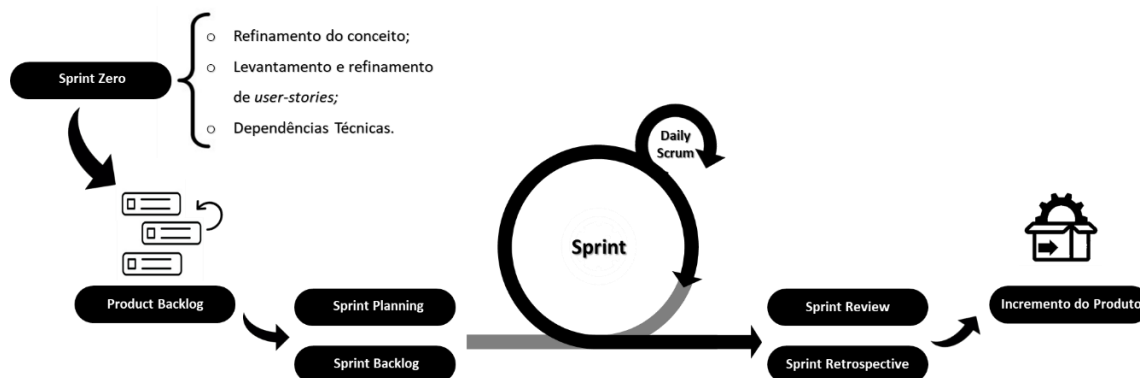 Sprint Zero
○ Refinamento do conceito;
○ Levantamento e refinamento
de user-stories;
○ Dependências Técnicas.
Daily
Scrum
Sprint
Product Backlog
Sprint Planning
Sprint Backlog
Sprint Review
Sprint Retrospective
Incremento do Produto